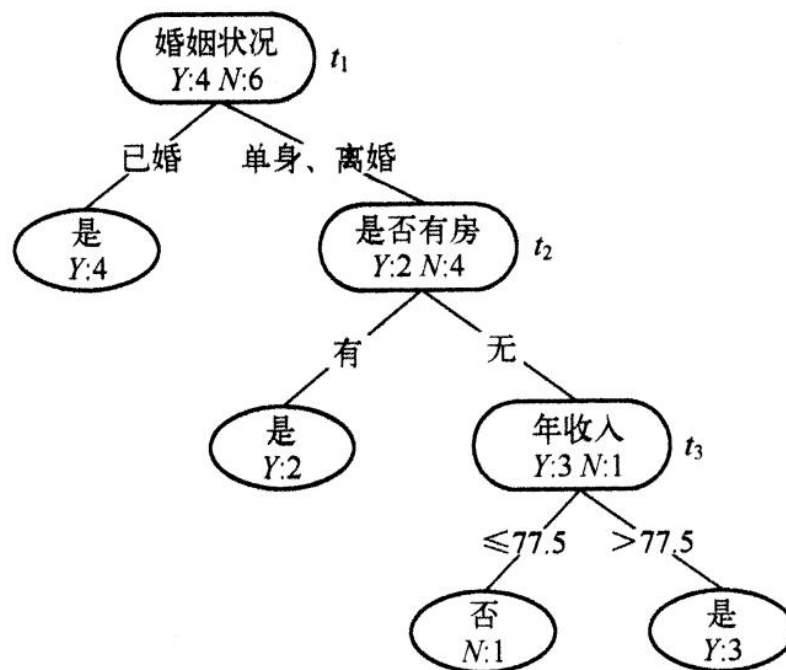 婚姻状况
Y:4 N:6
t1
已婚
单身、离婚
是
Y:4
是否有房
Y:2 N:4
t2
有
无
是
Y:2
年收入
Y:3 N:1
t3
≤77.5
>77.5
否
N:1
是
Y:3